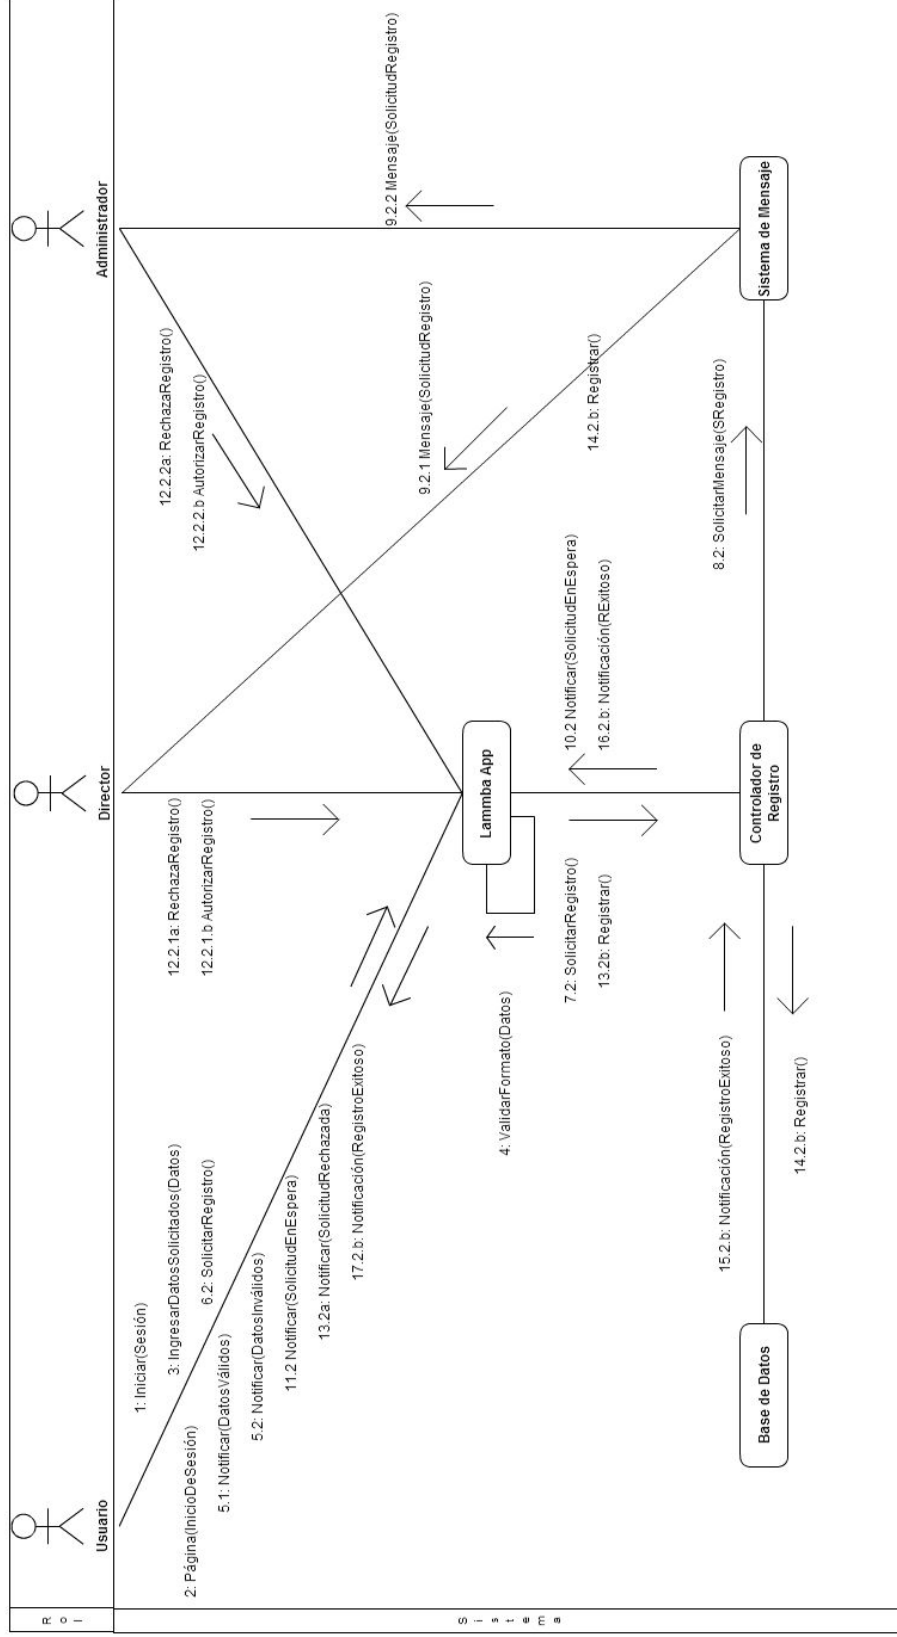 Rol
Usuario
Director
Administrador
Sistema
1: Iniciar(Sesión)
3: IngresarDatosSolicitados(Datos)
6.2: SolicitarRegistro()
2: Página(InicioDeSesión)
5.1: Notificar(DatosVálidos)
5.2: Notificar(DatosInválidos)
11.2 Notificar(SolicitudEnEspera)
13.2a: Notificar(SolicitudRechazada)
17.2.b: Notificación(RegistroExitoso)
12.2.1a: RechazaRegistro()
12.2.1.b AutorizarRegistro()
12.2.2a: RechazaRegistro()
12.2.2.b AutorizarRegistro()
9.2.2 Mensaje(SolicitudRegistro)
9.2.1 Mensaje(SolicitudRegistro)
14.2.b: Registrar()
Lammba App
4: ValidarFormato(Datos)
7.2: SolicitarRegistro()
13.2b: Registrar()
10.2 Notificar(SolicitudEnEspera)
16.2.b: Notificación(RExitoso)
8.2: SolicitarMensaje(SRegistro)
15.2.b: Notificación(RegistroExitoso)
14.2.b: Registrar()
Base de Datos
Controlador de
Registro
Sistema de Mensaje